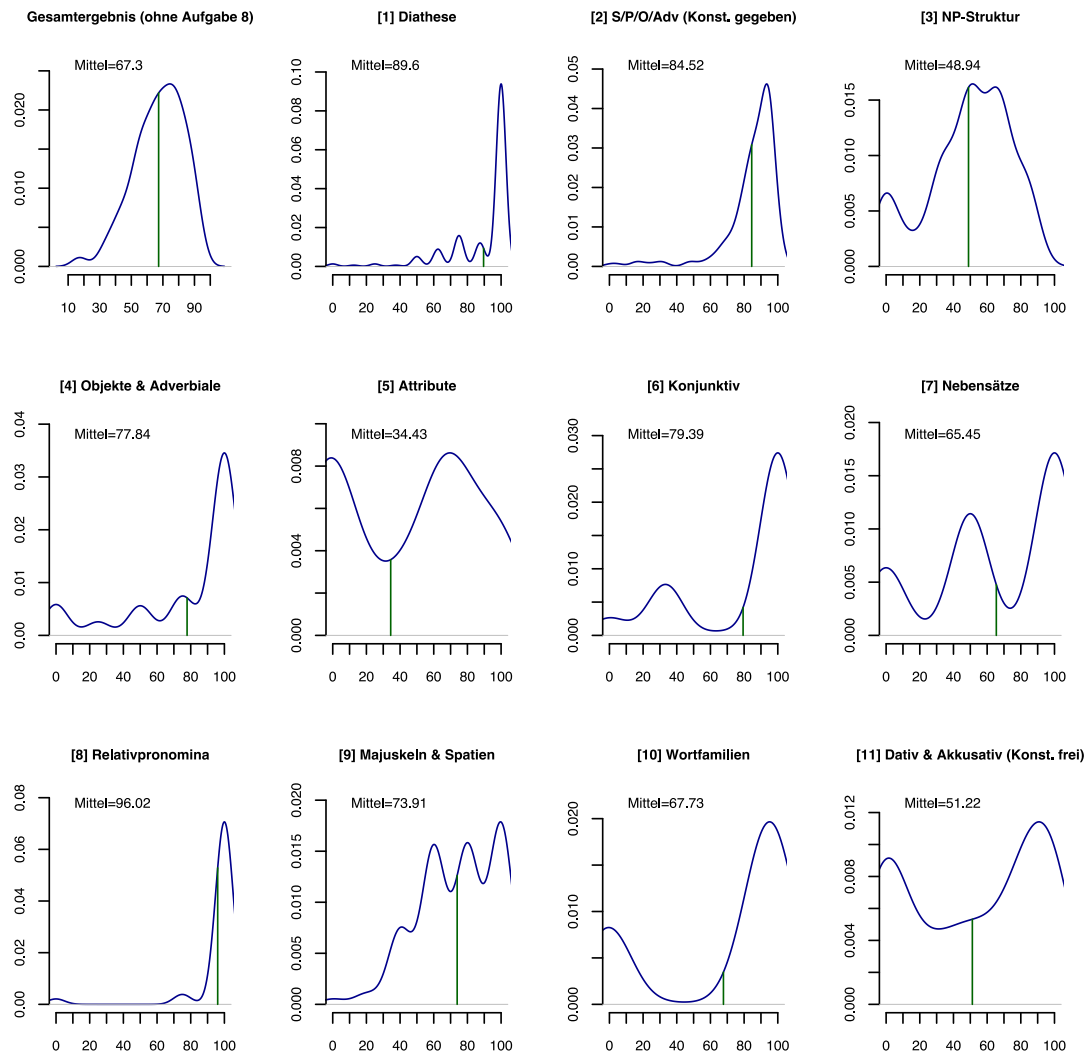 Gesamtergebnis (ohne Aufgabe 8)
Mittel=67.3
0.000 0.010 0.020
10 30 50 70 90
[1] Diathese
Mittel=89.6
0.00 0.02 0.04 0.06 0.08 0.10
0 20 40 60 80 100
[2] S/P/O/Adv (Konst. gegeben)
Mittel=84.52
0.00 0.01 0.02 0.03 0.04 0.05
0 20 40 60 80 100
[3] NP-Struktur
Mittel=48.94
0.000 0.005 0.010 0.015
0 20 40 60 80 100
[4] Objekte & Adverbiale
Mittel=77.84
0.00 0.01 0.02 0.03 0.04
0 20 40 60 80 100
[5] Attribute
Mittel=34.43
0.000 0.004 0.008
0 20 40 60 80 100
[6] Konjunktiv
Mittel=79.39
0.000 0.010 0.020 0.030
0 20 40 60 80 100
[7] Nebensätze
Mittel=65.45
0.000 0.005 0.010 0.015 0.020
0 20 40 60 80 100
[8] Relativpronomina
Mittel=96.02
0.00 0.02 0.04 0.06 0.08
0 20 40 60 80 100
[9] Majuskeln & Spatien
Mittel=73.91
0.000 0.005 0.010 0.015 0.020
0 20 40 60 80 100
[10] Wortfamilien
Mittel=67.73
0.000 0.010 0.020
0 20 40 60 80 100
[11] Dativ & Akkusativ (Konst. frei)
Mittel=51.22
0.000 0.004 0.008 0.012
0 20 40 60 80 100